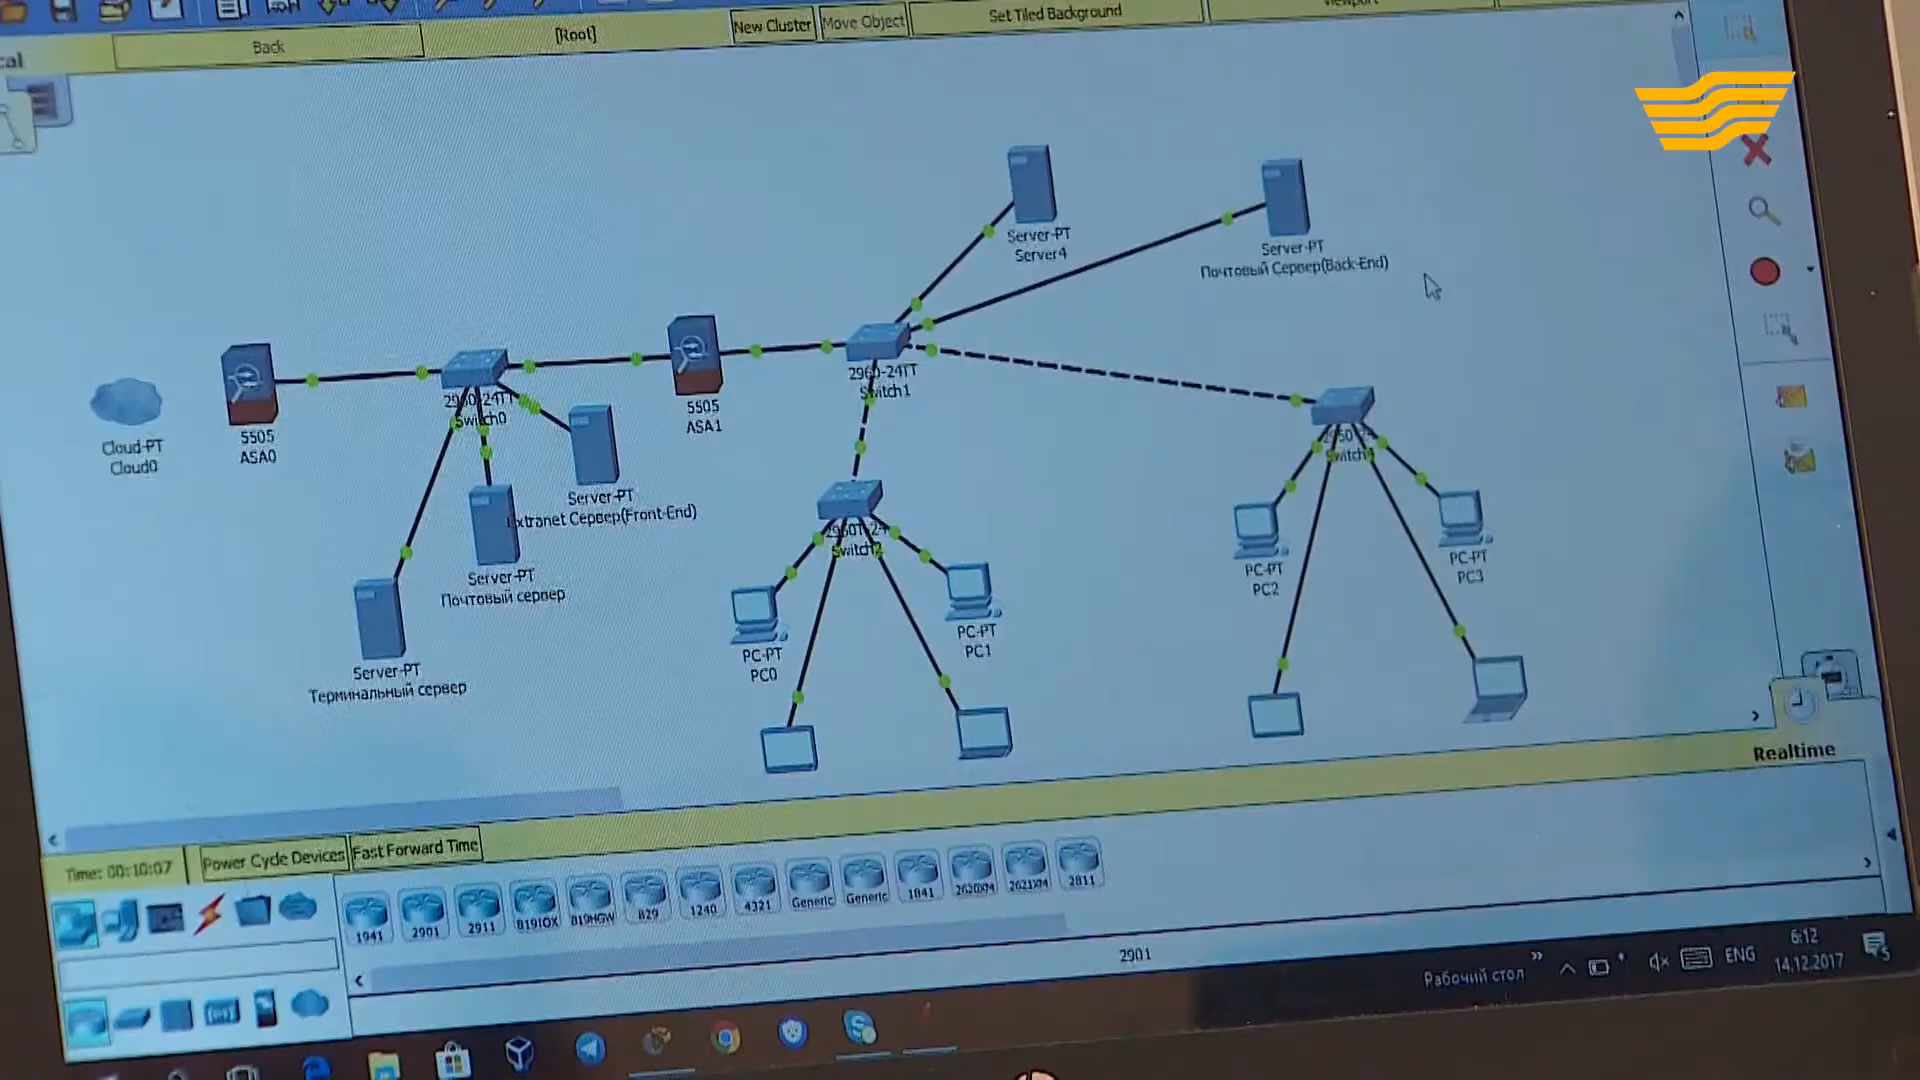 Back
[Root]
New Cluster
Move Object
Set Tiled Background
Server-PT
Server4
Server-PT
Почтовый Сервер(Back-End)
Cloud-PT
Cloud0
5505
ASA0
Switch0
5505
ASA1
2960-24TT
Switch1
Server-PT
Extranet Сервер(Front-End)
Server-PT
Почтовый сервер
Server-PT
Терминальный сервер
Switch2
PC-PT
PC0
PC-PT
PC1
PC-PT
PC2
PC-PT
PC3
Realtime
Time: 00:10:07
Power Cycle Devices
Fast Forward Time
1941
2901
2911
819IOX
819HGW
829
1240
4321
Generic
Generic
1841
2620XM
2621XM
2811
2901
Рабочий стол
ENG
6:12
14.12.2017